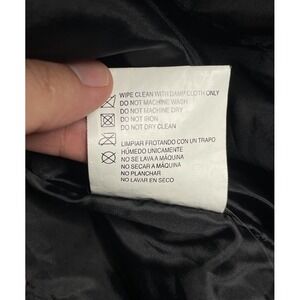 WIPE CLEAN WITH DAMP CLOTH ONLY
DO NOT MACHINE WASH
DO NOT MACHINE DRY
DO NOT IRON
DO NOT DRY CLEAN
LIMPIAR FROTANDO CON UN TRAPO
HÚMEDO UNICAMENTE
NO SE LAVA A MÁQUINA
NO SECAR A MÁQUINA
NO PLANCHAR
NO LAVAR EN SECO